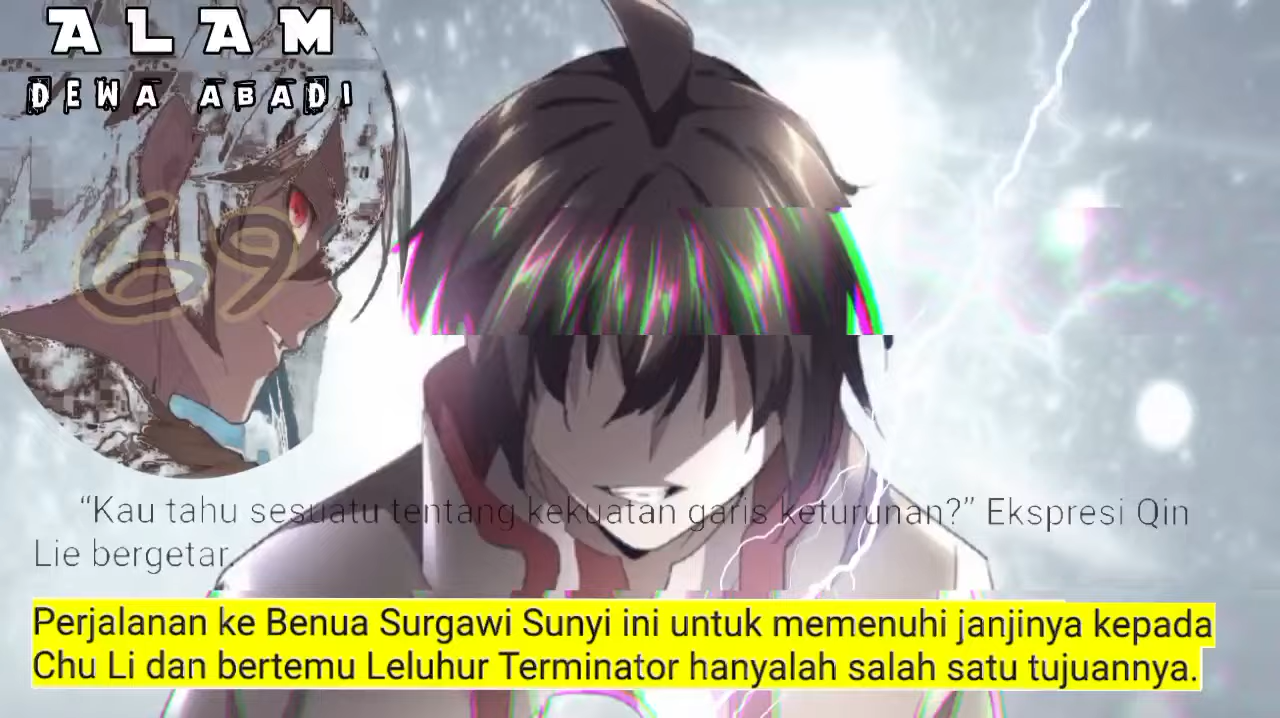 ALAM
DEWA ABADI
69
“Kau tahu sesuatu tentang kekuatan garis keturunan?” Ekspresi Qin
Lie bergetar.
Perjalanan ke Benua Surgawi Sunyi ini untuk memenuhi janjinya kepada
Chu Li dan bertemu Leluhur Terminator hanyalah salah satu tujuannya.